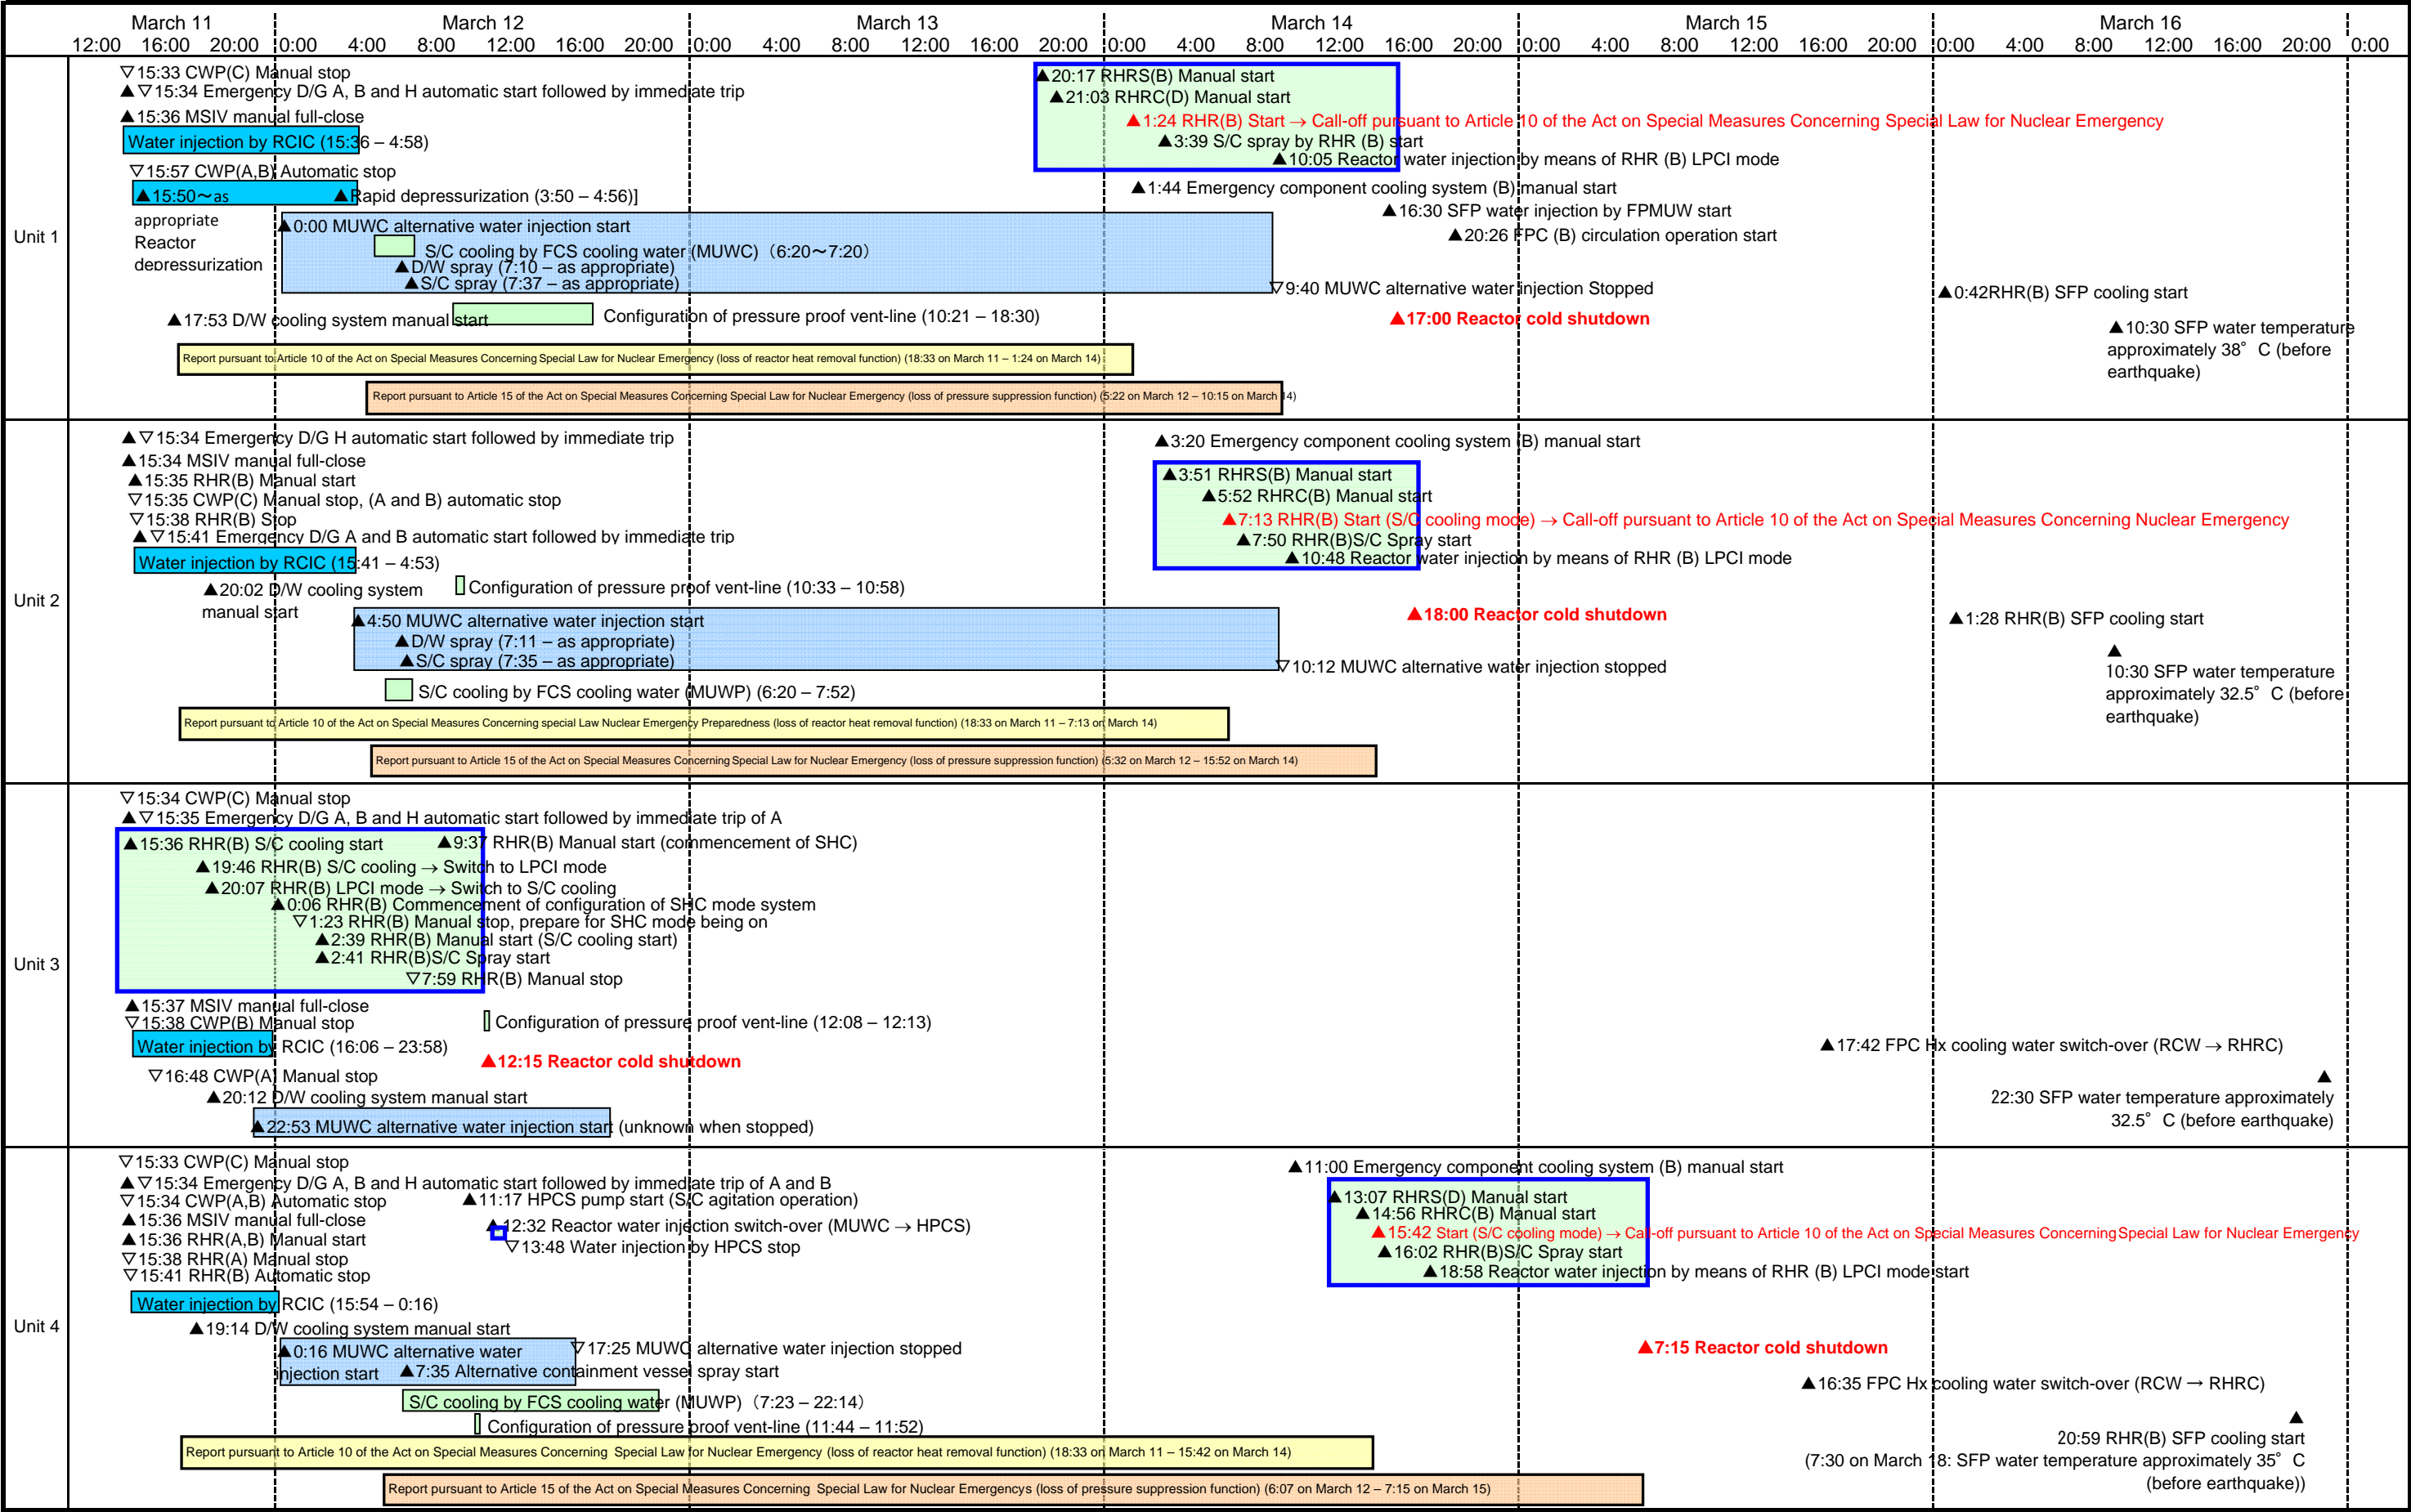 March 11 March 12 March 13 March 14 March 15 March 16
12:00 16:00 20:00 0:00 4:00 8:00 12:00 16:00 20:00 0:00 4:00 8:00 12:00 16:00 20:00 0:00 4:00 8:00 12:00 16:00 20:00 0:00 4:00 8:00 12:00 16:00 20:00 0:00 4:00 8:00 12:00 16:00 20:00 0:00
Unit 1
▽15:33 CWP(C) Manual stop
▲▽15:34 Emergency D/G A, B and H automatic start followed by immediate trip
▲15:36 MSIV manual full-close
Water injection by RCIC (15:36 – 4:58)
▽15:57 CWP(A,B) Automatic stop
▲15:50～as
appropriate
Reactor
depressurization
▲Rapid depressurization (3:50 – 4:56)]
▲0:00 MUWC alternative water injection start
S/C cooling by FCS cooling water (MUWC)（6:20～7:20）
▲D/W spray (7:10 – as appropriate)
▲S/C spray (7:37 – as appropriate)
▽9:40 MUWC alternative water injection Stopped
▲17:53 D/W cooling system manual start
Configuration of pressure proof vent-line (10:21 – 18:30)
▲20:17 RHRS(B) Manual start
▲21:03 RHRC(D) Manual start
▲1:24 RHR(B) Start → Call-off pursuant to Article 10 of the Act on Special Measures Concerning Special Law for Nuclear Emergency
▲3:39 S/C spray by RHR (B) start
▲10:05 Reactor water injection by means of RHR (B) LPCI mode
▲1:44 Emergency component cooling system (B) manual start
▲16:30 SFP water injection by FPMUW start
▲20:26 FPC (B) circulation operation start
▲17:00 Reactor cold shutdown
▲0:42RHR(B) SFP cooling start
▲10:30 SFP water temperature
approximately 38°C (before
earthquake)
Report pursuant to Article 10 of the Act on Special Measures Concerning Special Law for Nuclear Emergency (loss of reactor heat removal function) (18:33 on March 11 – 1:24 on March 14)
Report pursuant to Article 15 of the Act on Special Measures Concerning Special Law for Nuclear Emergency (loss of pressure suppression function) (5:22 on March 12 – 10:15 on March 14)
Unit 2
▲▽15:34 Emergency D/G H automatic start followed by immediate trip
▲15:34 MSIV manual full-close
▲15:35 RHR(B) Manual start
▽15:35 CWP(C) Manual stop, (A and B) automatic stop
▽15:38 RHR(B) Stop
▲▽15:41 Emergency D/G A and B automatic start followed by immediate trip
Water injection by RCIC (15:41 – 4:53)
▲20:02 D/W cooling system
manual start
Configuration of pressure proof vent-line (10:33 – 10:58)
▲4:50 MUWC alternative water injection start
▲D/W spray (7:11 – as appropriate)
▲S/C spray (7:35 – as appropriate)
▽10:12 MUWC alternative water injection stopped
S/C cooling by FCS cooling water (MUWP) (6:20 – 7:52)
▲3:20 Emergency component cooling system (B) manual start
▲3:51 RHRS(B) Manual start
▲5:52 RHRC(B) Manual start
▲7:13 RHR(B) Start (S/C cooling mode) → Call-off pursuant to Article 10 of the Act on Special Measures Concerning Nuclear Emergency
▲7:50 RHR(B)S/C Spray start
▲10:48 Reactor water injection by means of RHR (B) LPCI mode
▲18:00 Reactor cold shutdown
▲1:28 RHR(B) SFP cooling start
▲
10:30 SFP water temperature
approximately 32.5°C (before
earthquake)
Report pursuant to Article 10 of the Act on Special Measures Concerning special Law Nuclear Emergency Preparedness (loss of reactor heat removal function) (18:33 on March 11 – 7:13 on March 14)
Report pursuant to Article 15 of the Act on Special Measures Concerning Special Law for Nuclear Emergency (loss of pressure suppression function) (5:32 on March 12 – 15:52 on March 14)
Unit 3
▽15:34 CWP(C) Manual stop
▲▽15:35 Emergency D/G A, B and H automatic start followed by immediate trip of A
▲15:36 RHR(B) S/C cooling start
▲9:37 RHR(B) Manual start (commencement of SHC)
▲19:46 RHR(B) S/C cooling → Switch to LPCI mode
▲20:07 RHR(B) LPCI mode → Switch to S/C cooling
▲0:06 RHR(B) Commencement of configuration of SHC mode system
▽1:23 RHR(B) Manual stop, prepare for SHC mode being on
▲2:39 RHR(B) Manual start (S/C cooling start)
▲2:41 RHR(B)S/C Spray start
▽7:59 RHR(B) Manual stop
▲15:37 MSIV manual full-close
▽15:38 CWP(B) Manual stop
Configuration of pressure proof vent-line (12:08 – 12:13)
Water injection by RCIC (16:06 – 23:58)
▲12:15 Reactor cold shutdown
▽16:48 CWP(A) Manual stop
▲20:12 D/W cooling system manual start
▲22:53 MUWC alternative water injection start (unknown when stopped)
▲17:42 FPC Hx cooling water switch-over (RCW → RHRC)
▲
22:30 SFP water temperature approximately
32.5°C (before earthquake)
Unit 4
▽15:33 CWP(C) Manual stop
▲▽15:34 Emergency D/G A, B and H automatic start followed by immediate trip of A and B
▽15:34 CWP(A,B) Automatic stop
▲11:17 HPCS pump start (S/C agitation operation)
▲15:36 MSIV manual full-close
▲12:32 Reactor water injection switch-over (MUWC → HPCS)
▲15:36 RHR(A,B) Manual start
▽13:48 Water injection by HPCS stop
▽15:38 RHR(A) Manual stop
▽15:41 RHR(B) Automatic stop
Water injection by RCIC (15:54 – 0:16)
▲19:14 D/W cooling system manual start
▲0:16 MUWC alternative water
injection start
▽17:25 MUWC alternative water injection stopped
▲7:35 Alternative containment vessel spray start
S/C cooling by FCS cooling water (MUWP)（7:23 – 22:14）
Configuration of pressure proof vent-line (11:44 – 11:52)
▲11:00 Emergency component cooling system (B) manual start
▲13:07 RHRS(D) Manual start
▲14:56 RHRC(B) Manual start
▲15:42 Start (S/C cooling mode) → Call-off pursuant to Article 10 of the Act on Special Measures ConcerningSpecial Law for Nuclear Emergency
▲16:02 RHR(B)S/C Spray start
▲18:58 Reactor water injection by means of RHR (B) LPCI mode start
▲7:15 Reactor cold shutdown
▲16:35 FPC Hx cooling water switch-over (RCW → RHRC)
▲
20:59 RHR(B) SFP cooling start
(7:30 on March 18: SFP water temperature approximately 35°C
(before earthquake))
Report pursuant to Article 10 of the Act on Special Measures Concerning Special Law for Nuclear Emergency (loss of reactor heat removal function) (18:33 on March 11 – 15:42 on March 14)
Report pursuant to Article 15 of the Act on Special Measures Concerning Special Law for Nuclear Emergencys (loss of pressure suppression function) (6:07 on March 12 – 7:15 on March 15)